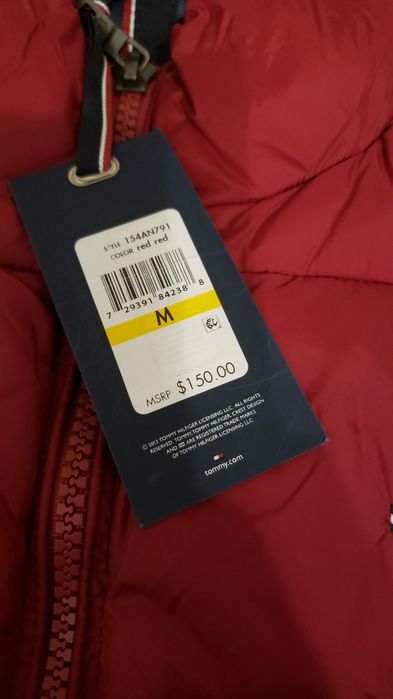 STYLE 154AN791
COLOR red red
7 29391 84238 8
M
MSRP $150.00
© 2013 TOMMY HILFIGER LICENSING LLC. ALL RIGHTS
RESERVED. TOMMY, TOMMY HILFIGER, CREST DESIGN
AND ARE REGISTERED TRADE MARKS
OF TOMMY HILFIGER LICENSING LLC.
tommy.com